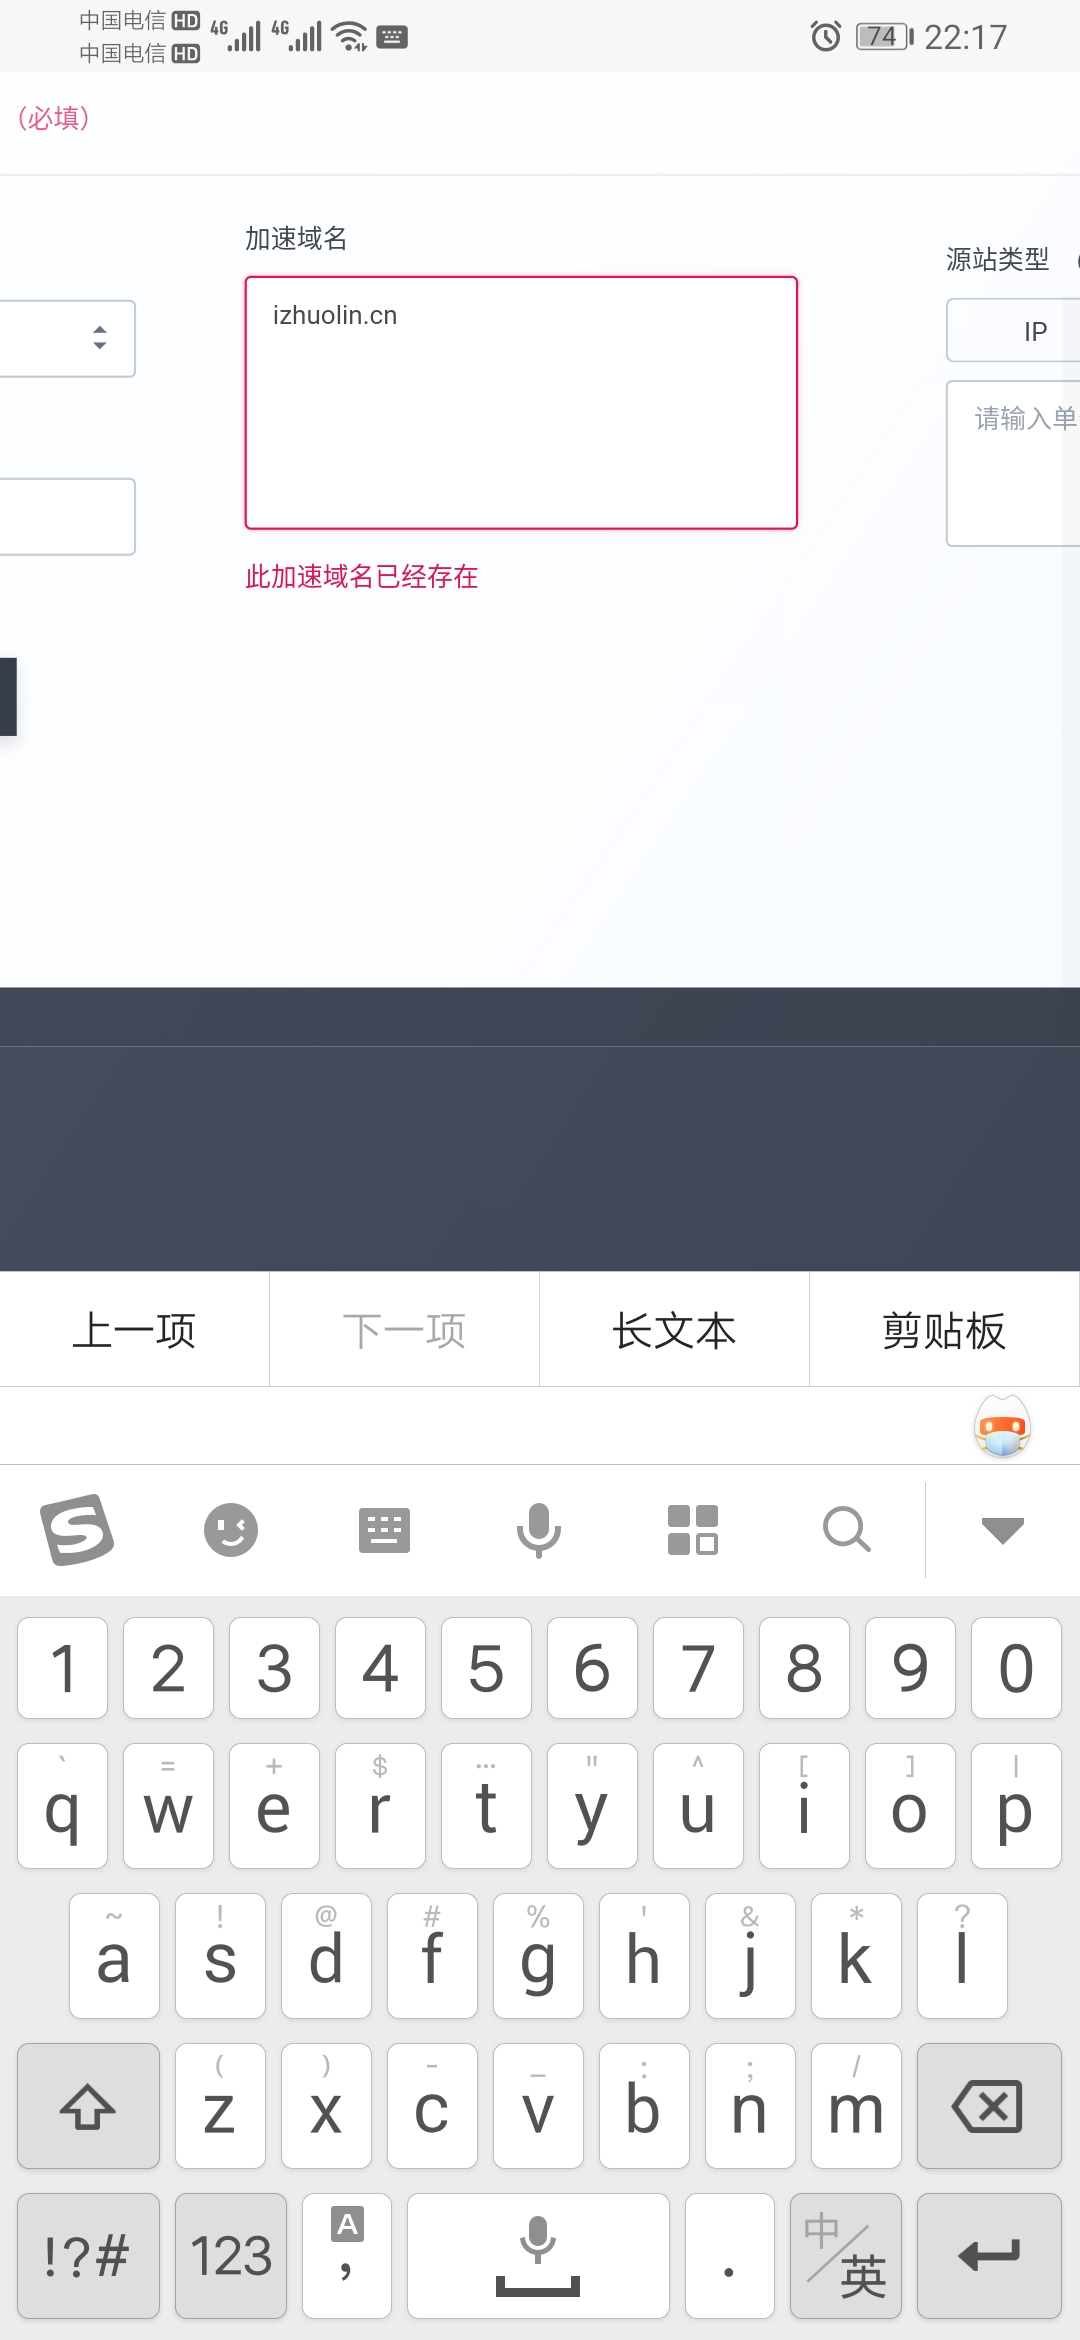 中国电信 HD 4G 4G 74 22:17
中国电信 HD
（必填）
加速域名
源站类型
izhuolin.cn
IP
请输入单
此加速域名已经存在
上一项 下一项 长文本 剪贴板
1 2 3 4 5 6 7 8 9 0
` = + $ ··· " ^ [ ] |
q w e r t y u i o p
~ ! @ # % ' & * ?
a s d f g h j k l
( ) - _ : ; /
z x c v b n m
!?# 123 A , . 中/英